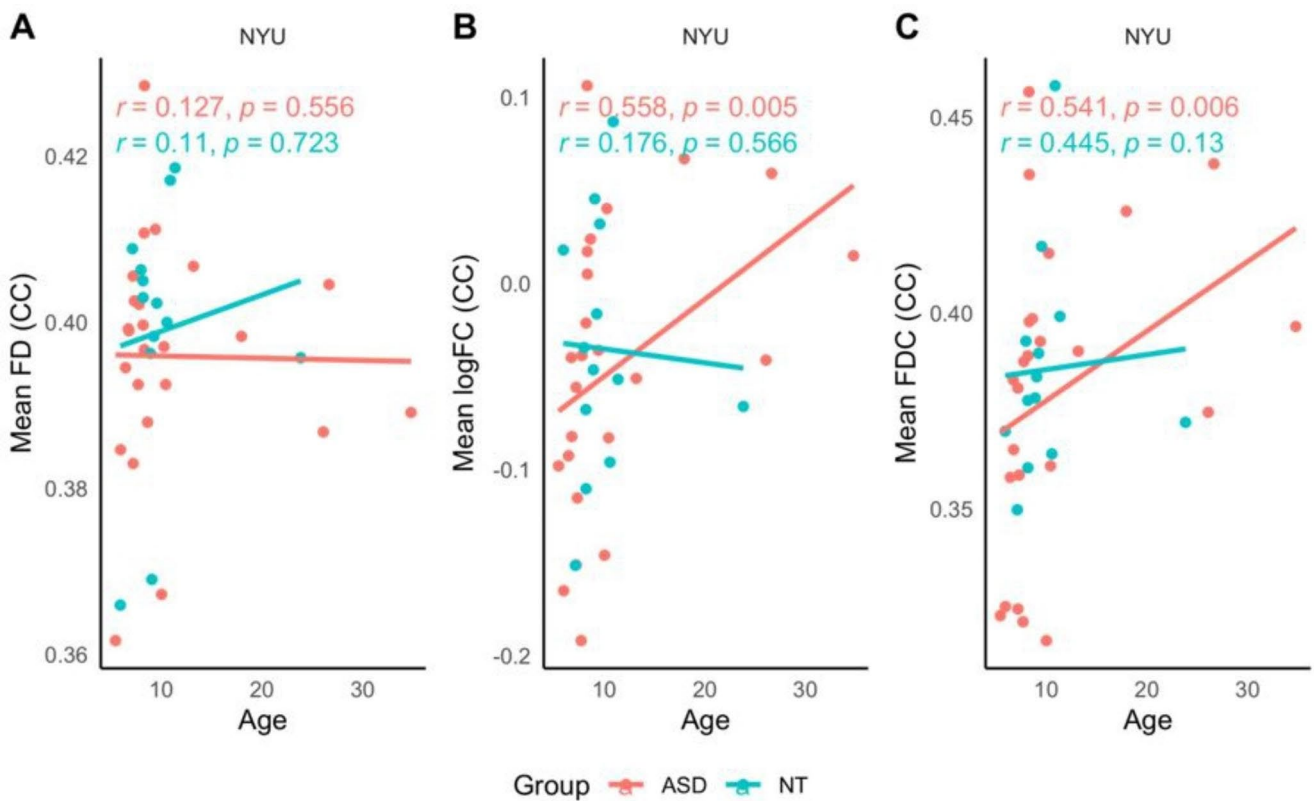 A
NYU
r = 0.127, p = 0.556
r = 0.11, p = 0.723
Mean FD (CC)
0.42
0.40
0.38
0.36
10 20 30
Age
B
NYU
r = 0.558, p = 0.005
r = 0.176, p = 0.566
Mean logFC (CC)
0.1
0.0
-0.1
-0.2
10 20 30
Age
C
NYU
r = 0.541, p = 0.006
r = 0.445, p = 0.13
Mean FDC (CC)
0.45
0.40
0.35
10 20 30
Age
Group a ASD a NT